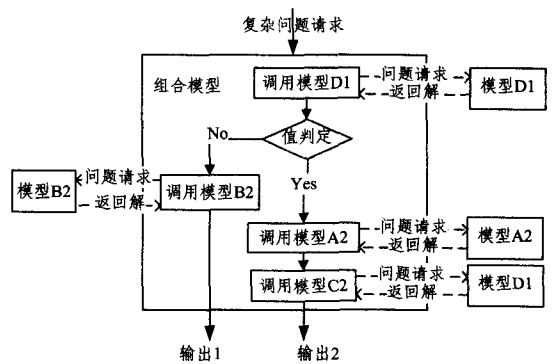 复杂问题请求
组合模型
调用模型D1
问题请求
返回解
模型D1
值判定
No
Yes
模型B2
问题请求
返回解
调用模型B2
调用模型A2
问题请求
返回解
模型A2
调用模型C2
问题请求
返回解
模型D1
输出1
输出2